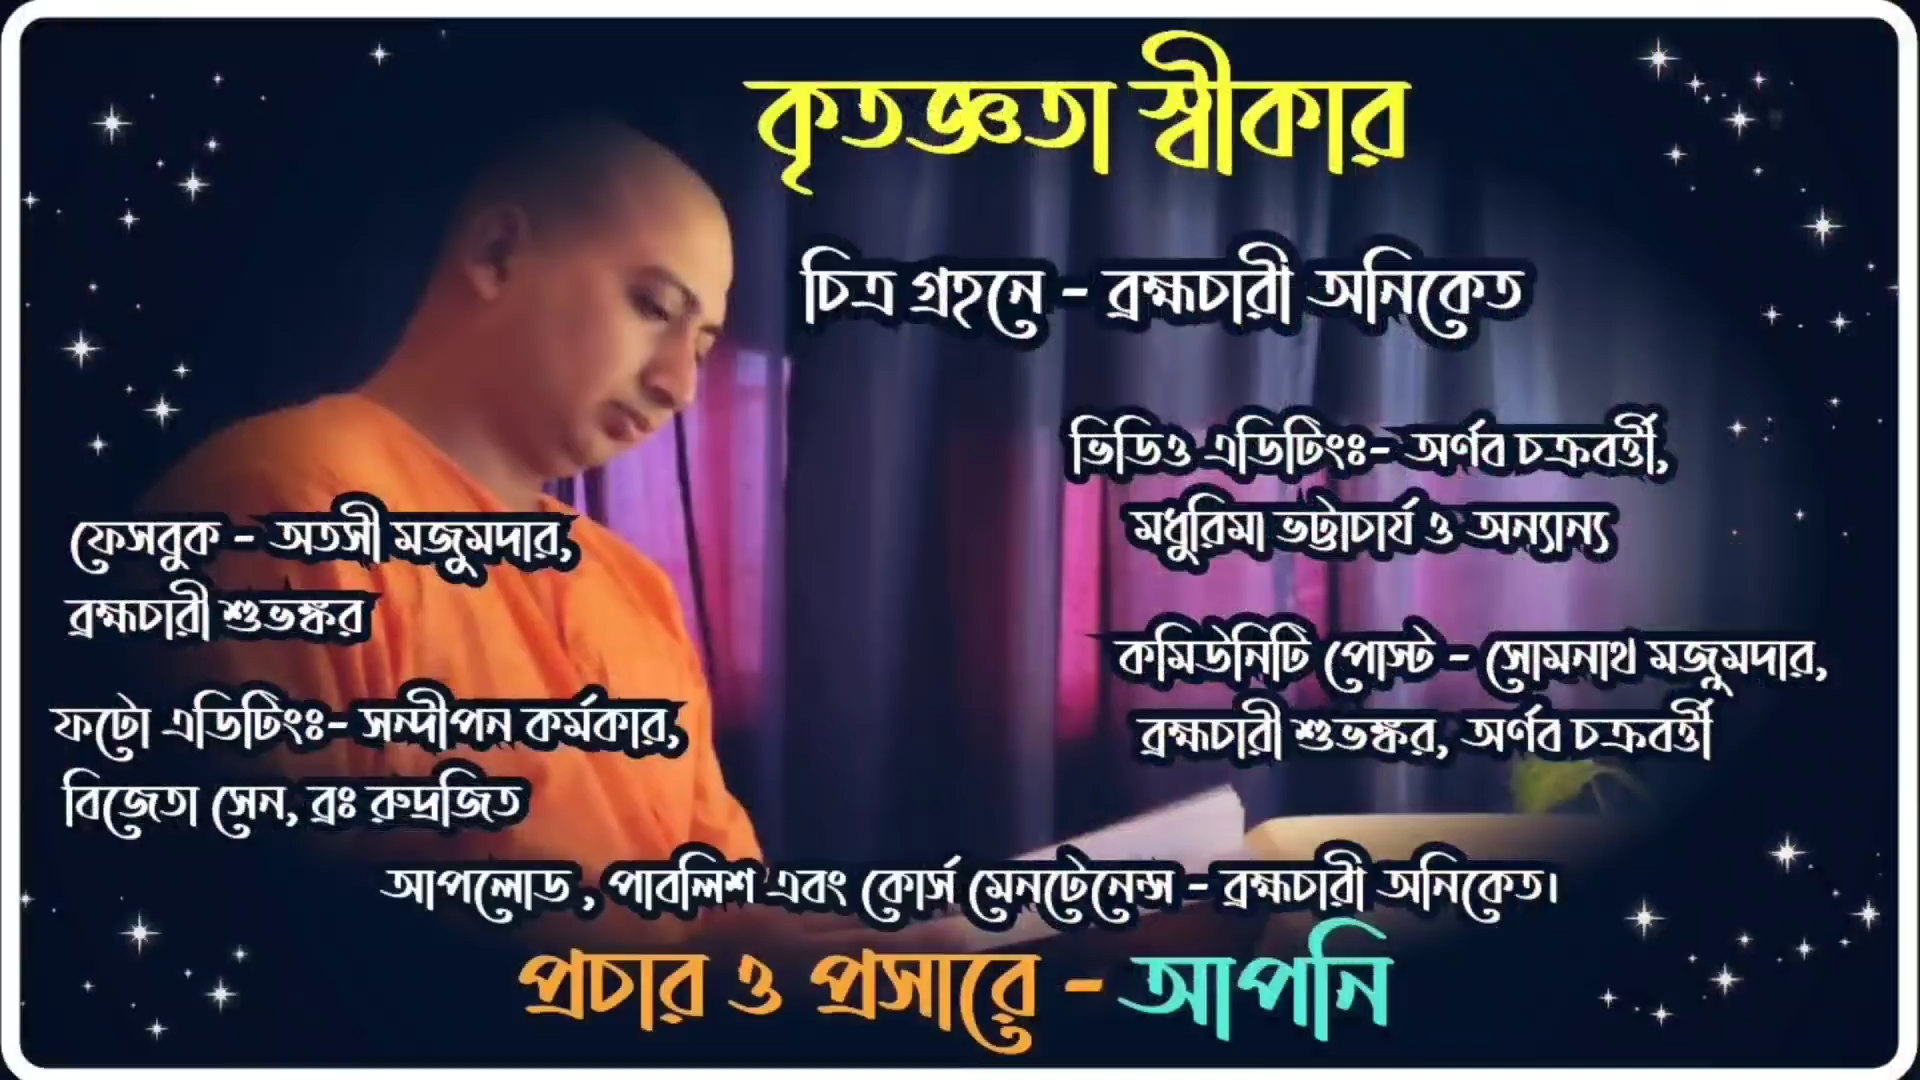 কৃতজ্ঞতা স্বীকার
চিত্র গ্রহনে - ব্রহ্মচারী অনিকেত
ভিডিও এডিটিংঃ- অর্ণব চক্রবর্ত্তী,
মধুরিমা ভট্টাচার্য ও অন্যান্য
ফেসবুক - অতসী মজুমদার,
ব্রহ্মচারী শুভঙ্কর
কমিউনিটি পোস্ট - সোমনাথ মজুমদার,
ব্রহ্মচারী শুভঙ্কর, অর্ণব চক্রবর্ত্তী
ফটো এডিটিংঃ- সন্দীপন কর্মকার,
বিজেতা সেন, ব্রঃ রুদ্রজিত
আপলোড , পাবলিশ এবং কোর্স মেনটেনেন্স - ব্রহ্মচারী অনিকেত।
প্রচার ও প্রসারে - আপনি